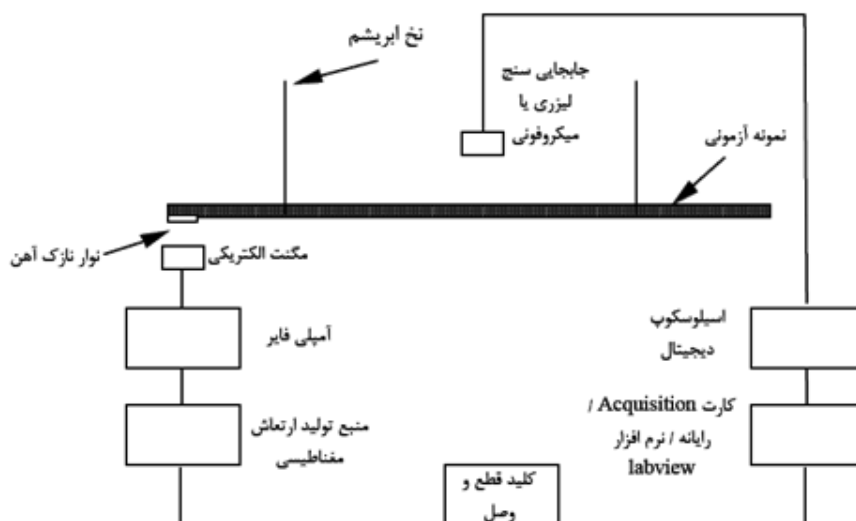 نخ ابریشم
جابجایی سنج
لیزری یا
میکروفونی
نمونه آزمونی
نوار نازک آهن
مگنت الکتریکی
آمپلی فایر
اسیلوسکوپ
دیجیتال
منبع تولید ارتعاش
مغناطیسی
کارت Acquisition /
رایانه / نرم افزار
labview
کلید قطع و
وصل